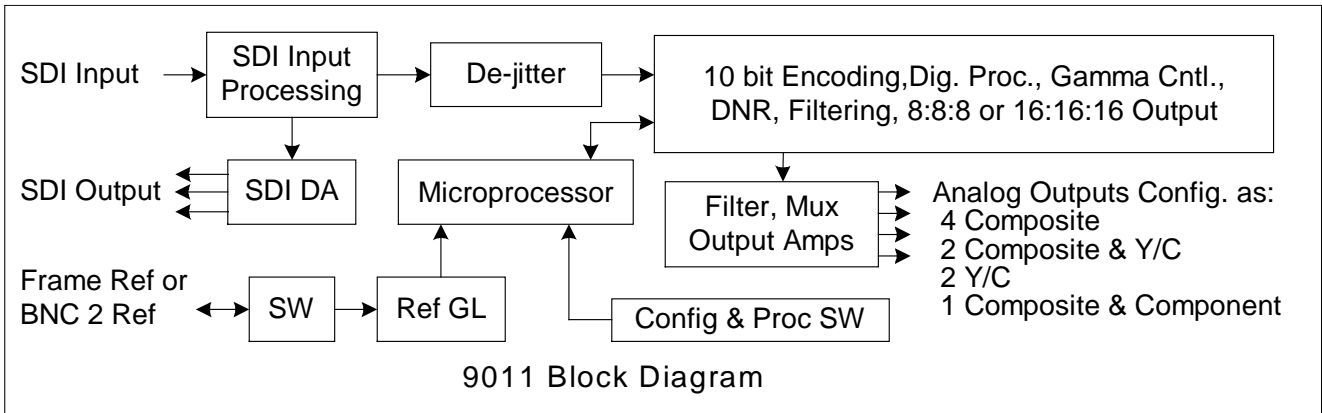 SDI Input
SDI Input
Processing
De-jitter
10 bit Encoding,Dig. Proc., Gamma Cntl.,
DNR, Filtering, 8:8:8 or 16:16:16 Output
SDI Output
SDI DA
Microprocessor
Filter, Mux
Output Amps
Analog Outputs Config. as:
4 Composite
2 Composite & Y/C
2 Y/C
1 Composite & Component
Frame Ref or
BNC 2 Ref
SW
Ref GL
Config & Proc SW
9011 Block Diagram